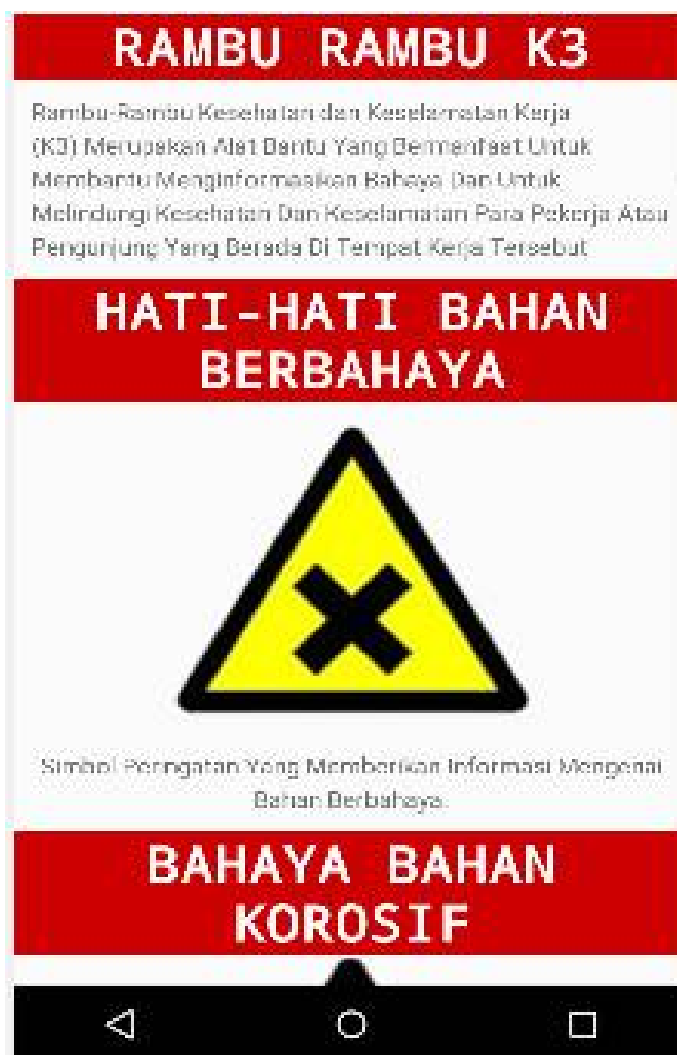 RAMBU RAMBU K3
Rambu-Rambu Kesehatan dan Keselamatan Kerja
(K3) Merupakan Alat Bantu Yang Bermanfaat Untuk
Membantu Menginformasikan Bahaya Dan Untuk
Melindungi Kesehatan Dan Keselamatan Para Pekerja Atau
Pengunjung Yang Berada Di Tempat Kerja Tersebut
HATI-HATI BAHAN
BERBAHAYA
Simbol Peringatan Yang Memberikan Informasi Mengenai
Bahan Berbahaya.
BAHAYA BAHAN
KOROSIF